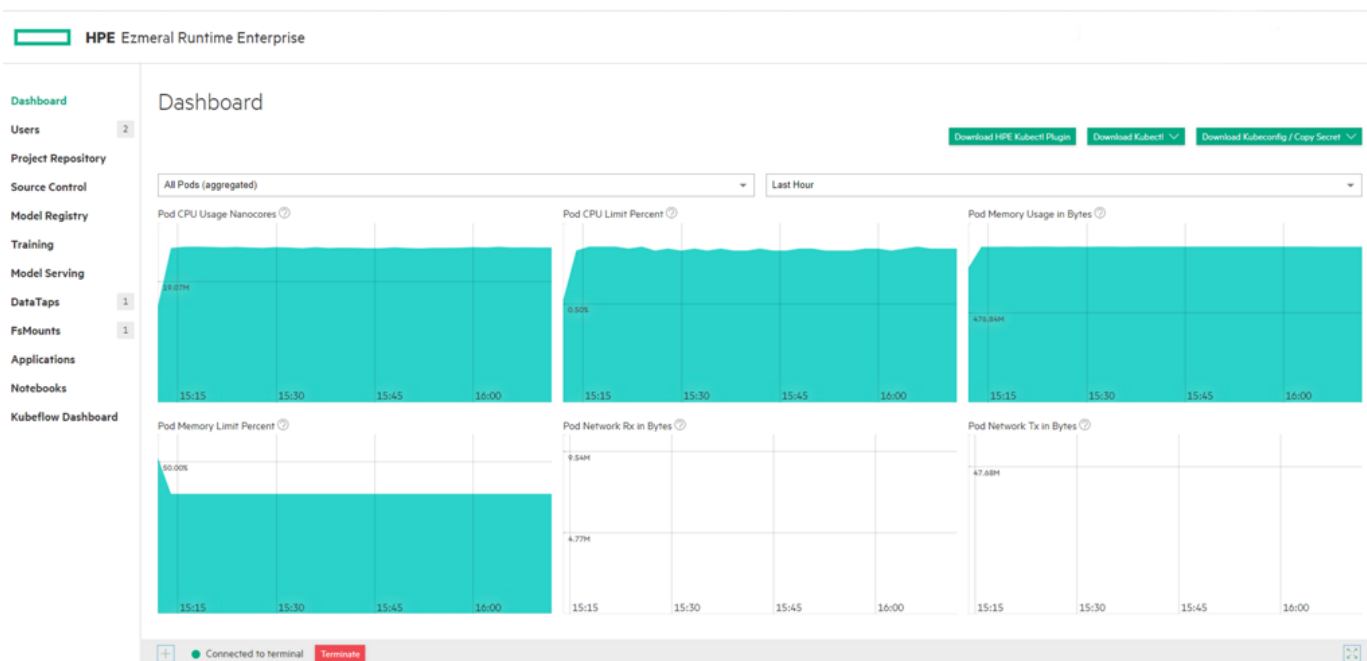 HPE Ezmeral Runtime Enterprise
Dashboard
Users 2
Project Repository
Source Control
Model Registry
Training
Model Serving
DataTaps 1
FsMounts 1
Applications
Notebooks
Kubeflow Dashboard
Dashboard
Download HPE Kubectl Plugin Download Kubectl Download Kubeconfig / Copy Secret
All Pods (aggregated) Last Hour
Pod CPU Usage Nanocores Pod CPU Limit Percent Pod Memory Usage in Bytes
19.07M
0.50%
476.84M
15:15 15:30 15:45 16:00 15:15 15:30 15:45 16:00 15:15 15:30 15:45 16:00
Pod Memory Limit Percent Pod Network Rx in Bytes Pod Network Tx in Bytes
50.00%
9.54M
47.68M
4.77M
15:15 15:30 15:45 16:00 15:15 15:30 15:45 16:00 15:15 15:30 15:45 16:00
Connected to terminal Terminate